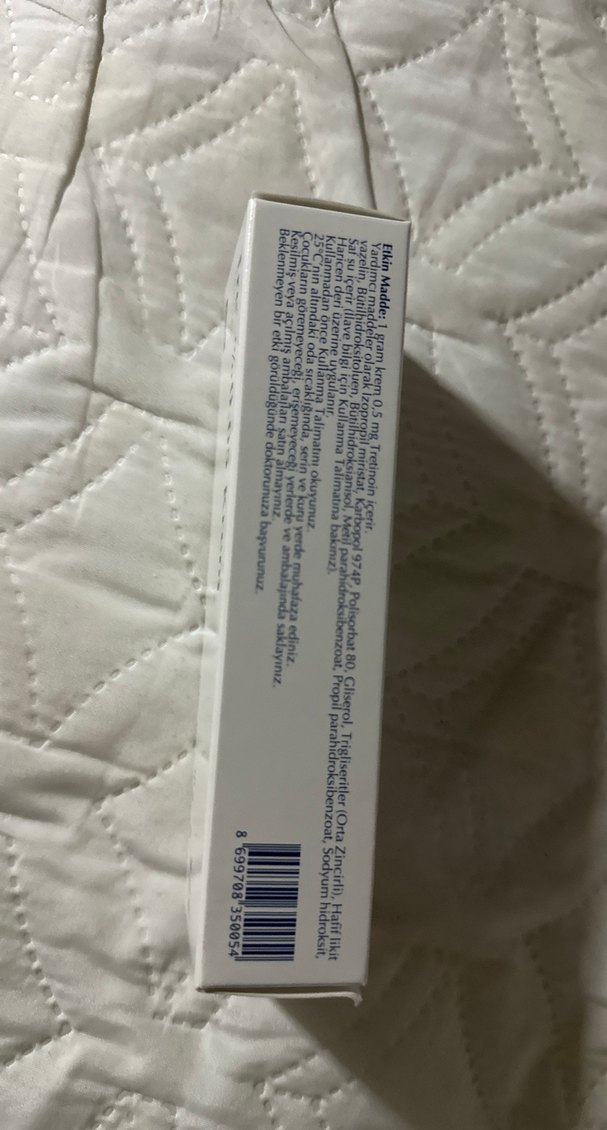 Etkin Madde: 1 gram krem 0,5 mg Tretinoin içerir.
Yardımcı maddeler olarak: İzopropil miristat, Karbopol 974P, Polisorbat 80, Gliserol, Trigliseritler (Orta Zincirli), Hafif likit
vazelin, Bütilhidroksitoluen, Bütilhidroksianisol, Metil parahidroksibenzoat, Propil parahidroksibenzoat, Sodyum hidroksit,
Saf su içerir (İlave bilgi için Kullanma Talimatına bakınız).
Haricen deri üzerine uygulanır.
Kullanmadan önce Kullanma Talimatını okuyunuz.
25°C'nin altındaki oda sıcaklığında, serin ve kuru yerde muhafaza ediniz.
Çocukların göremeyeceği, erişemeyeceği yerlerde ve ambalajında saklayınız.
Kesilmiş veya açılmış ambalajları satın almayınız.
Beklenmeyen bir etki görüldüğünde doktorunuza başvurunuz.
8 699708 350054